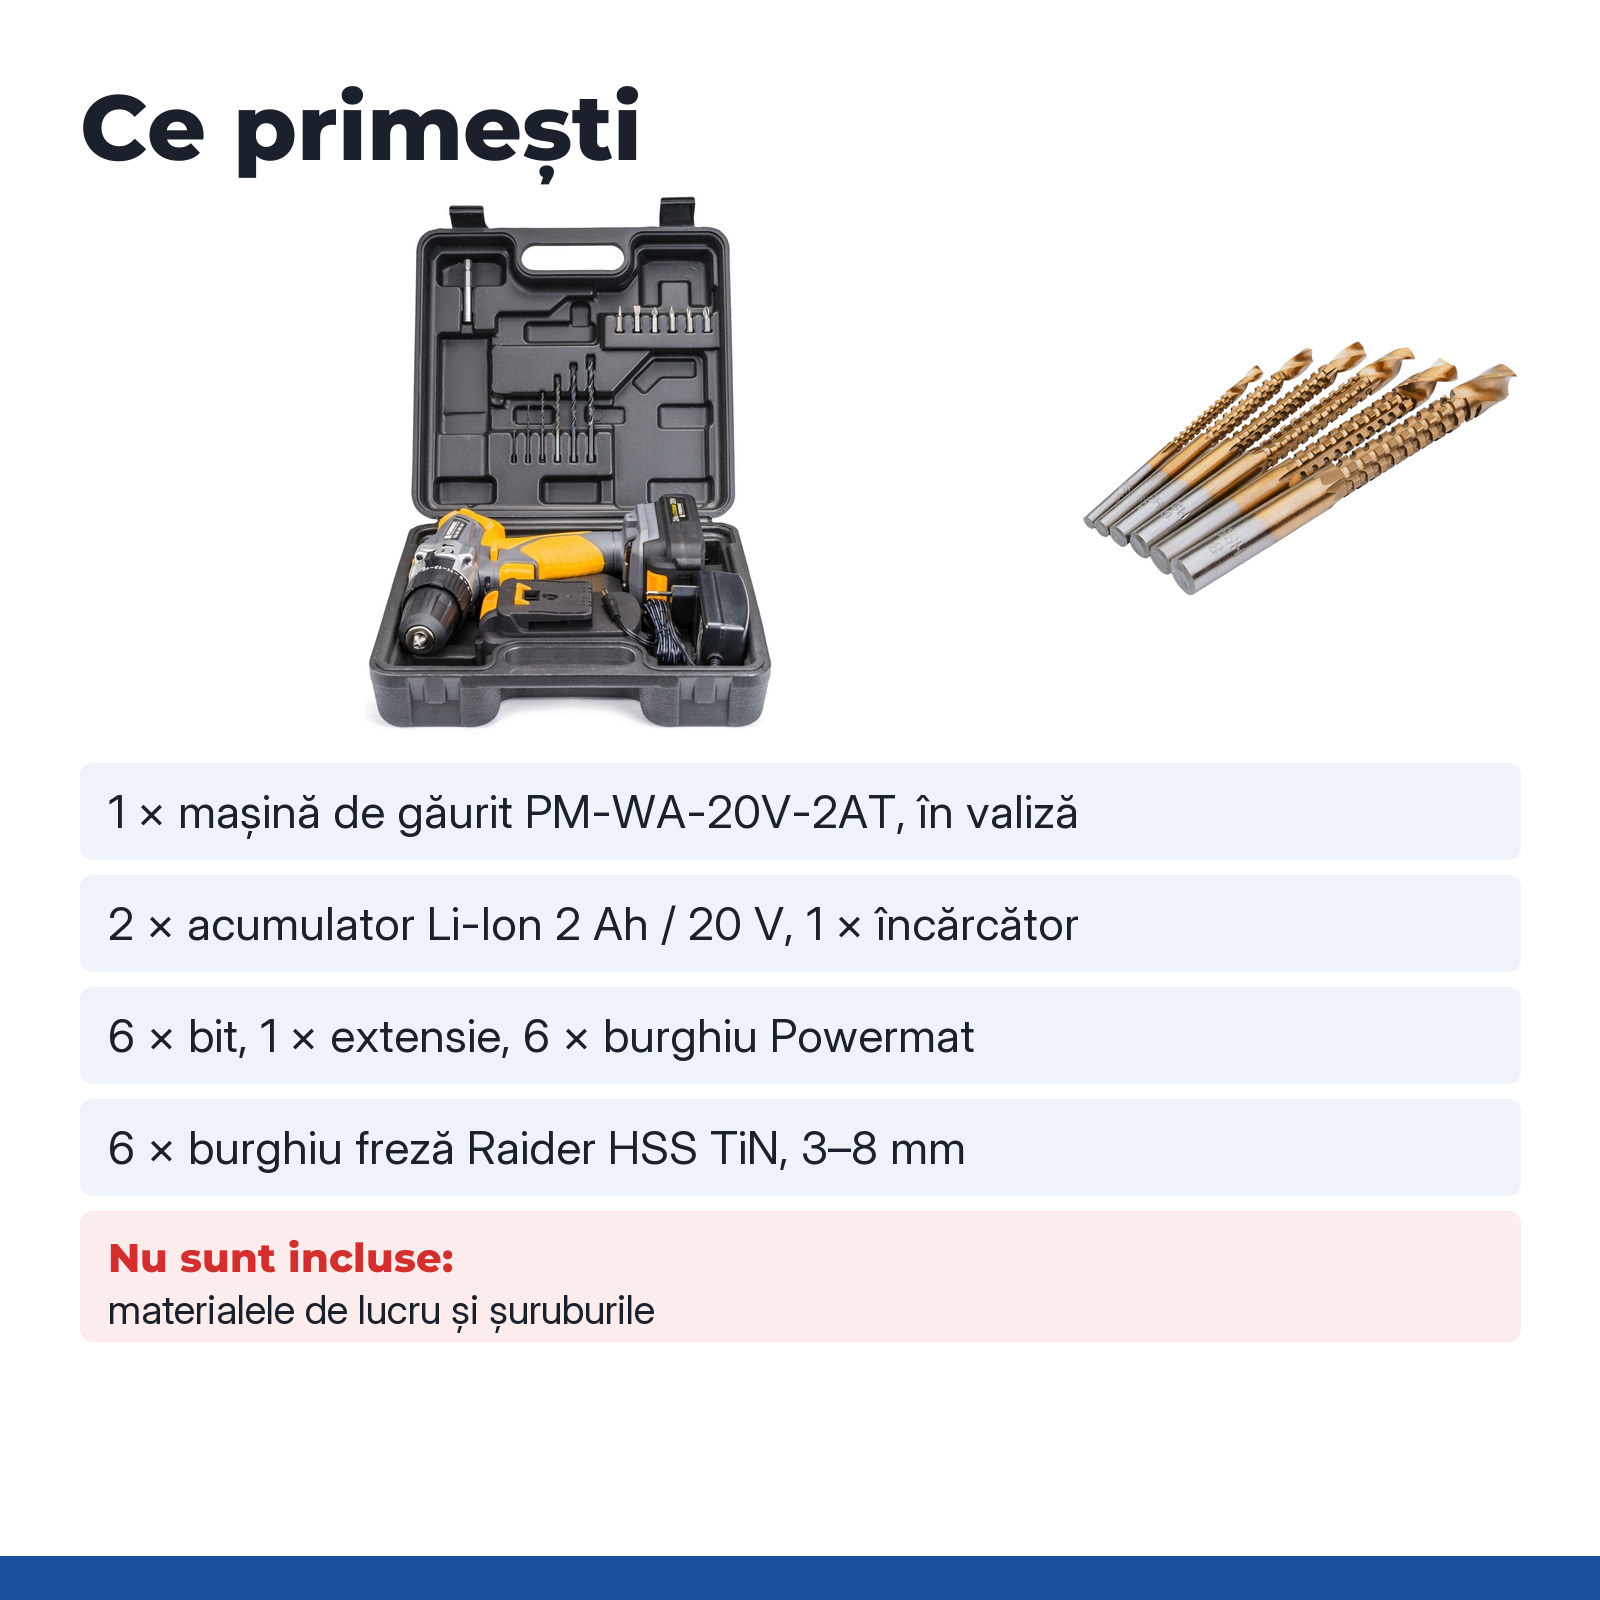 Ce primești
1 × mașină de găurit PM-WA-20V-2AT, în valiză
2 × acumulator Li-Ion 2 Ah / 20 V, 1 × încărcător
6 × bit, 1 × extensie, 6 × burghiu Powermat
6 × burghiu freză Raider HSS TiN, 3–8 mm
Nu sunt incluse:
materialele de lucru și șuruburile